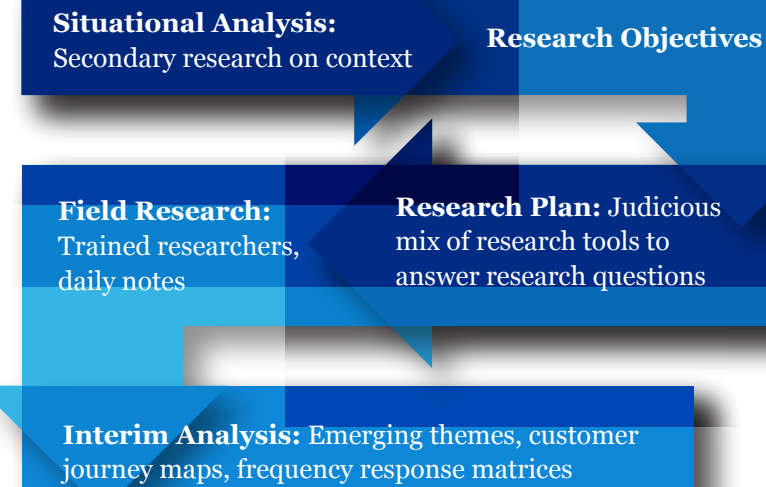 Situational Analysis:
Secondary research on context
Research Objectives
Field Research:
Trained researchers,
daily notes
Research Plan: Judicious
mix of research tools to
answer research questions
Interim Analysis: Emerging themes, customer
journey maps, frequency response matrices